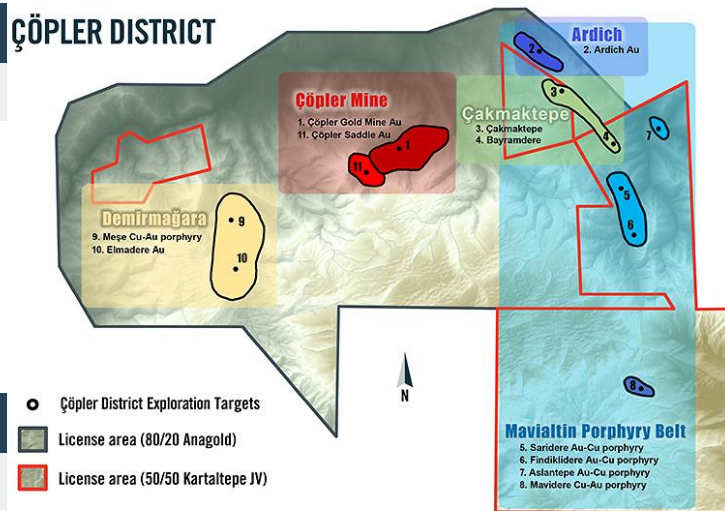 ÇÖPLER DISTRICT
Ardich
2. Ardich Au
2
Çöpler Mine
1. Çöpler Gold Mine Au
11. Çöpler Saddle Au
1
11
Çakmaktepe
3. Çakmaktepe
4. Bayramdere
3
4
7
5
6
Demirmağara
9. Meşe Cu-Au porphyry
10. Elmadere Au
9
10
N
8
Mavialtin Porphyry Belt
5. Saridere Au-Cu porphyry
6. Findiklidere Au-Cu porphyry
7. Aslantepe Au-Cu porphyry
8. Mavidere Cu-Au porphyry
Çöpler District Exploration Targets
License area (80/20 Anagold)
License area (50/50 Kartaltepe JV)